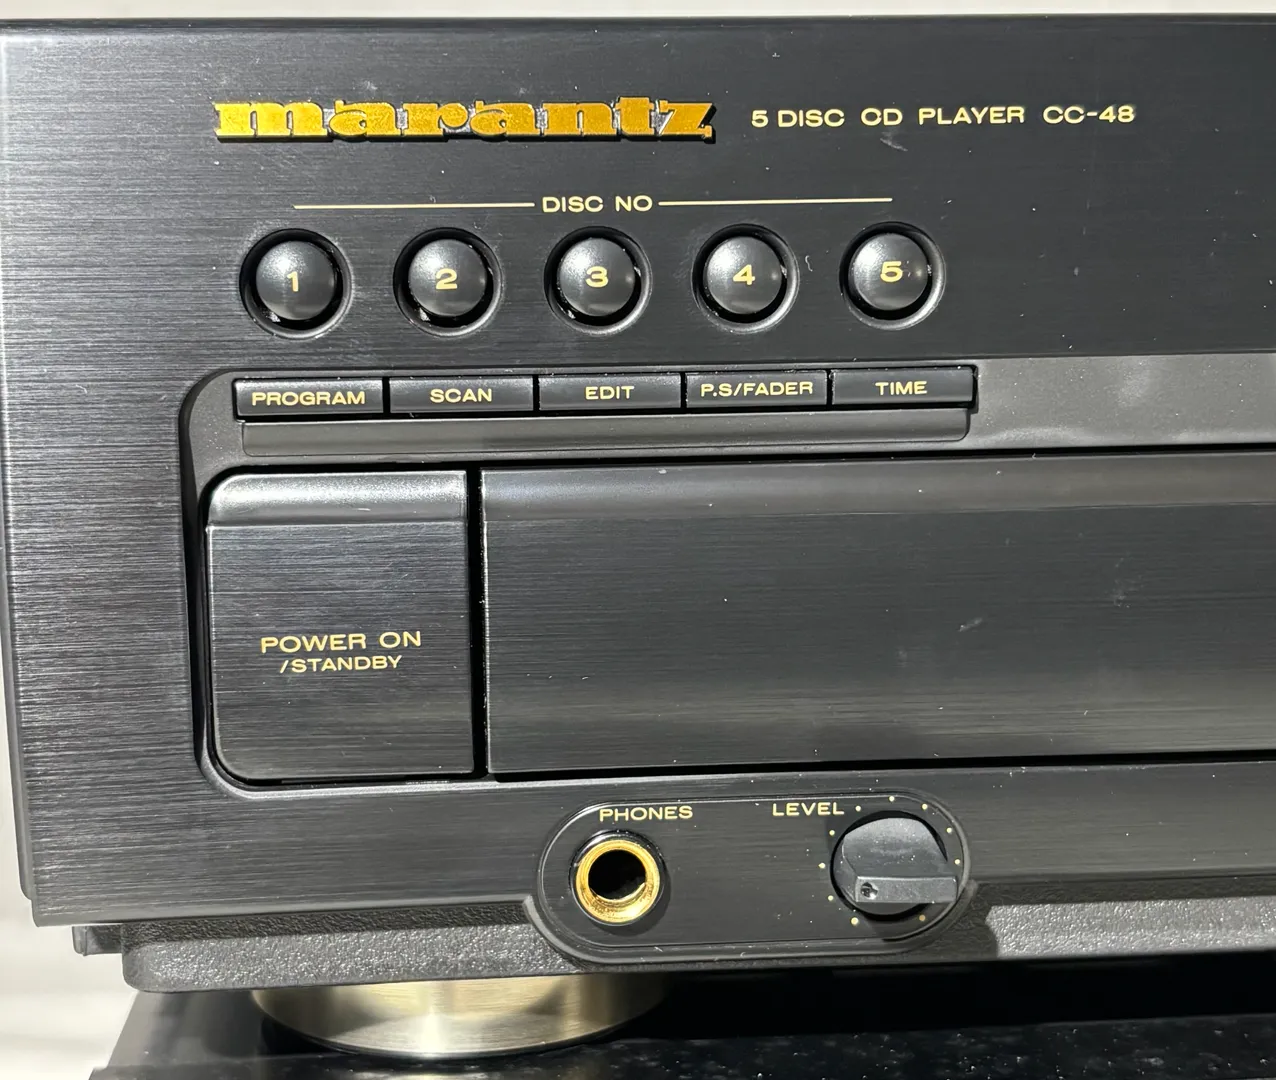 marantz 5 DISC CD PLAYER CC-48
DISC NO
1 2 3 4 5
PROGRAM SCAN EDIT P.S/FADER TIME
POWER ON
/STANDBY
PHONES LEVEL